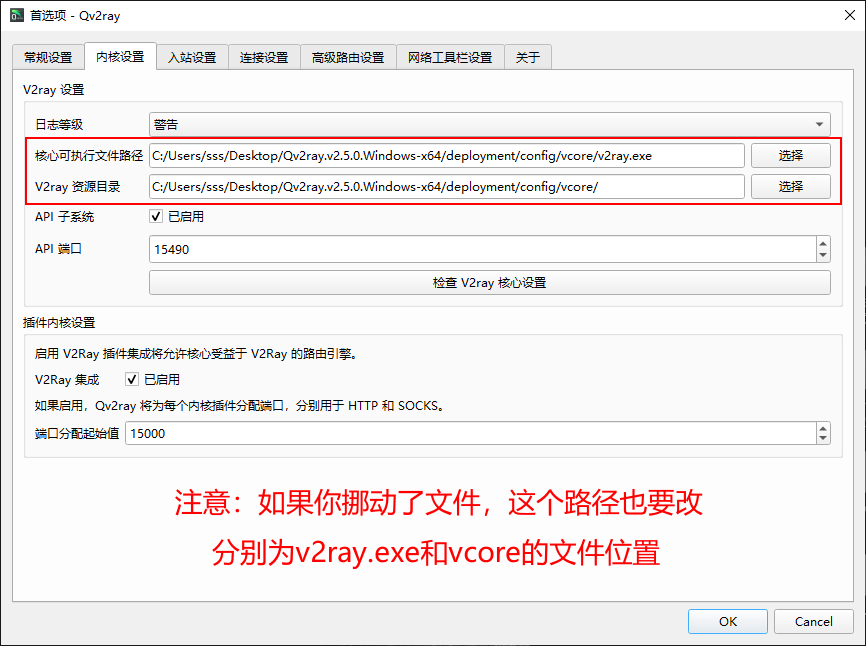 首选项 - Qv2ray
常规设置 内核设置 入站设置 连接设置 高级路由设置 网络工具栏设置 关于
V2ray 设置
日志等级 警告
核心可执行文件路径 C:/Users/sss/Desktop/Qv2ray.v2.5.0.Windows-x64/deployment/config/vcore/v2ray.exe 选择
V2ray 资源目录 C:/Users/sss/Desktop/Qv2ray.v2.5.0.Windows-x64/deployment/config/vcore/ 选择
API 子系统 已启用
API 端口 15490
检查 V2ray 核心设置
插件内核设置
启用 V2Ray 插件集成将允许核心受益于 V2Ray 的路由引擎。
V2Ray 集成 已启用
如果启用，Qv2ray 将为每个内核插件分配端口，分别用于 HTTP 和 SOCKS。
端口分配起始值 15000
注意：如果你挪动了文件，这个路径也要改
分别为v2ray.exe和vcore的文件位置
OK Cancel